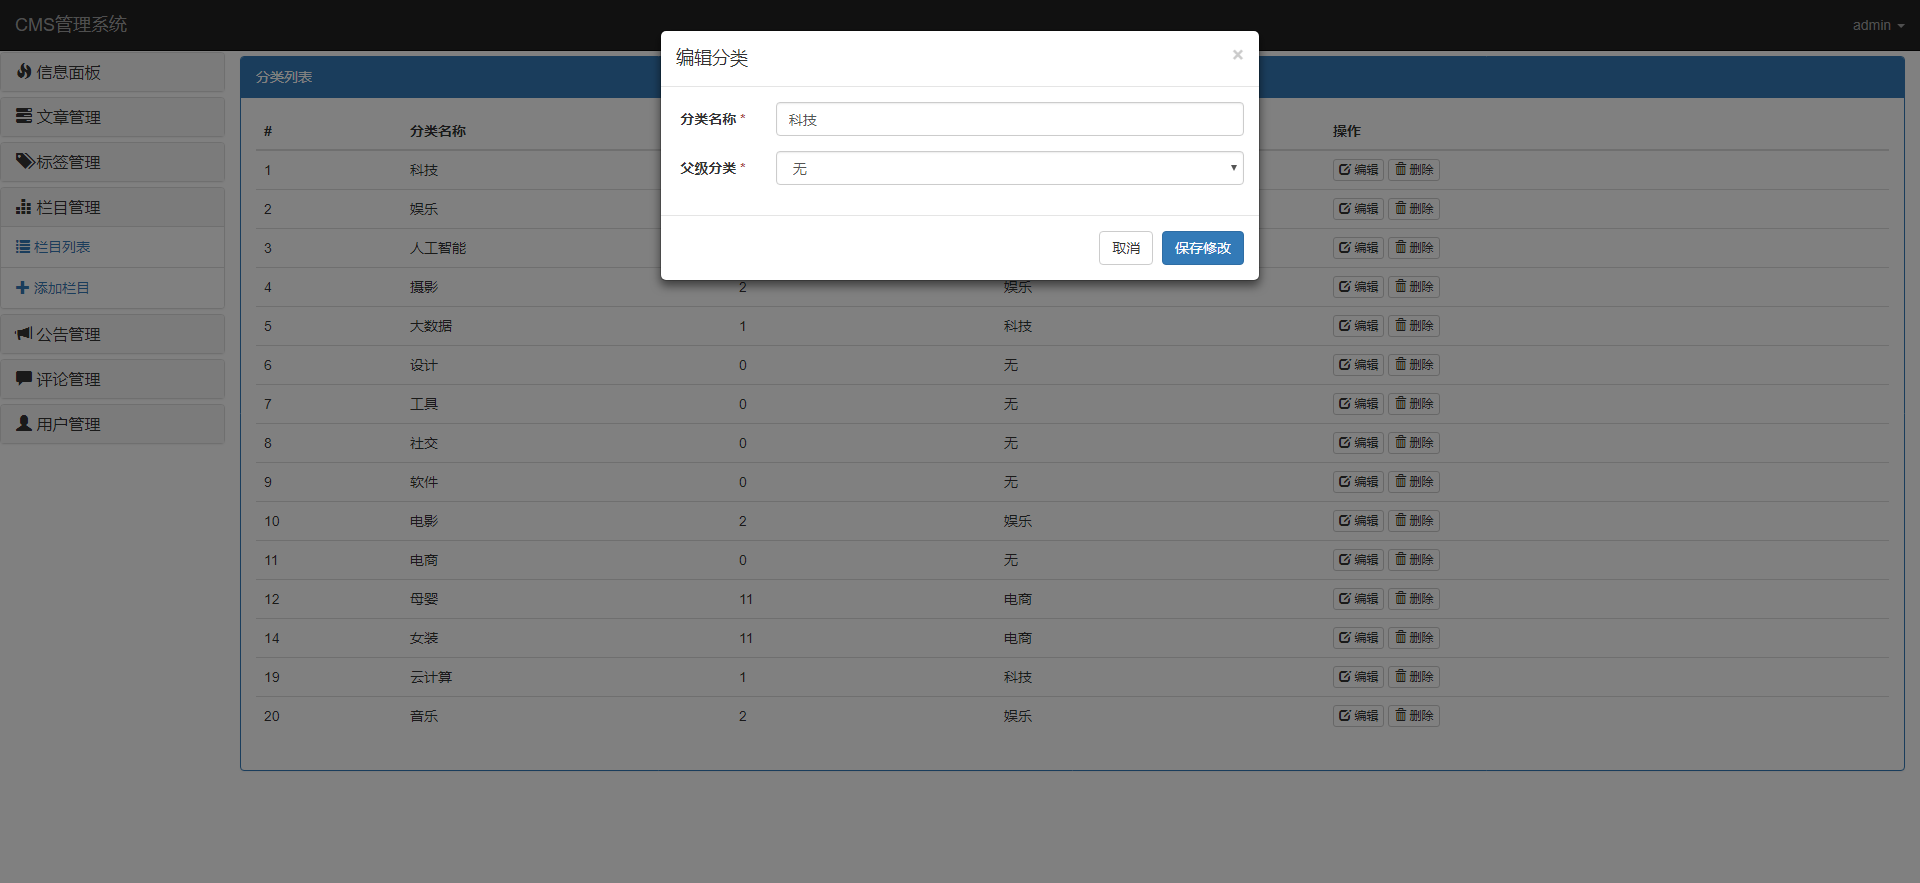 CMS管理系统
admin
信息面板
文章管理
标签管理
栏目管理
栏目列表
添加栏目
公告管理
评论管理
用户管理
编辑分类 ×
分类名称 * 科技
父级分类 * 无
取消 保存修改
分类列表
# 分类名称 操作
1 科技 编辑 删除
2 娱乐 编辑 删除
3 人工智能 编辑 删除
4 摄影 2 娱乐 编辑 删除
5 大数据 1 科技 编辑 删除
6 设计 0 无 编辑 删除
7 工具 0 无 编辑 删除
8 社交 0 无 编辑 删除
9 软件 0 无 编辑 删除
10 电影 2 娱乐 编辑 删除
11 电商 0 无 编辑 删除
12 母婴 11 电商 编辑 删除
14 女装 11 电商 编辑 删除
19 云计算 1 科技 编辑 删除
20 音乐 2 娱乐 编辑 删除